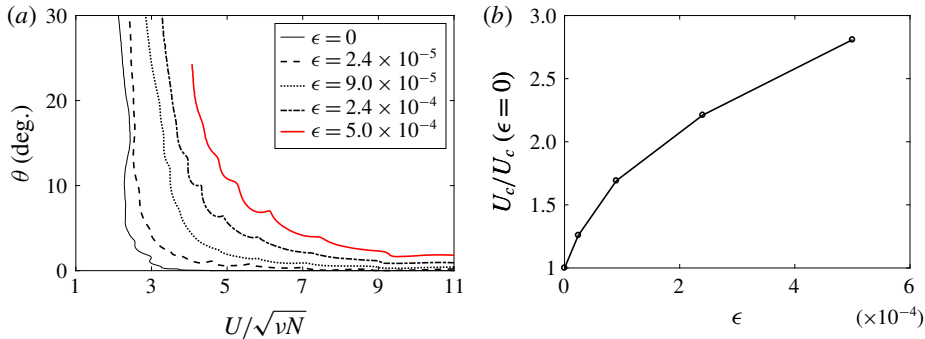 (a)
30
20
10
0
θ (deg.)
ϵ = 0
ϵ = 2.4 × 10⁻⁵
ϵ = 9.0 × 10⁻⁵
ϵ = 2.4 × 10⁻⁴
ϵ = 5.0 × 10⁻⁴
1 3 5 7 9 11
U/√νN
(b)
3.0
2.5
2.0
1.5
1
U_c/U_c (ϵ = 0)
0 2 4 6
ϵ (×10⁻⁴)